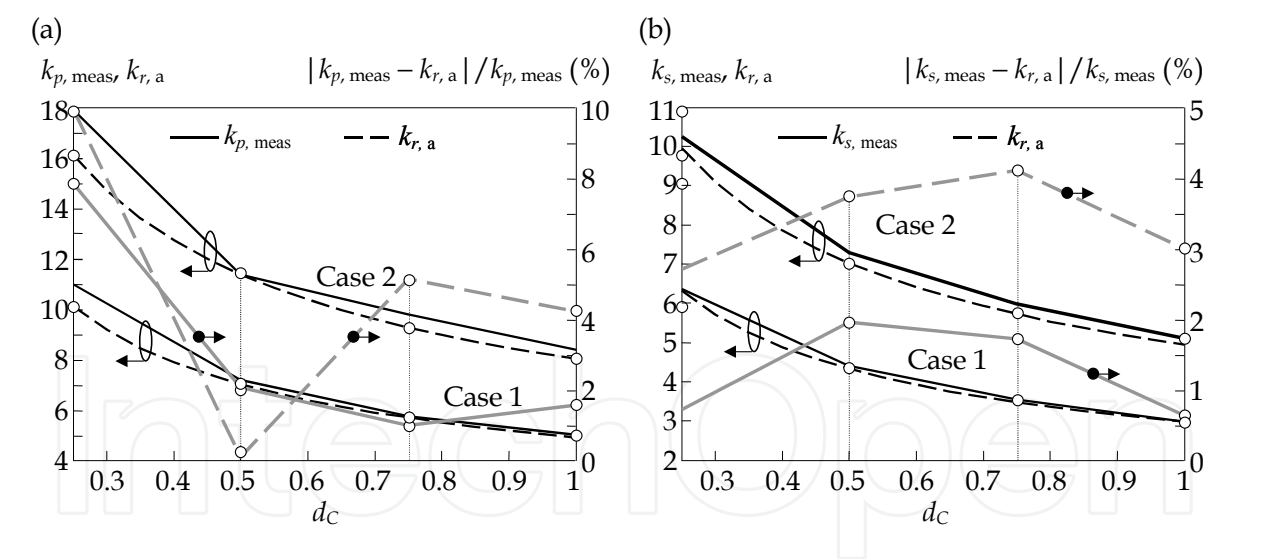 (a)
k_{p, meas}, k_{r, a}
|k_{p, meas} − k_{r, a}|/k_{p, meas} (%)
18
16
14
12
10
8
6
4
10
8
6
4
2
0
k_{p, meas}
k_{r, a}
Case 2
Case 1
0.3 0.4 0.5 0.6 0.7 0.8 0.9 1
d_C
(b)
k_{s, meas}, k_{r, a}
|k_{s, meas} − k_{r, a}|/k_{s, meas} (%)
11
10
9
8
7
6
5
4
3
2
5
4
3
2
1
0
k_{s, meas}
k_{r, a}
Case 2
Case 1
0.3 0.4 0.5 0.6 0.7 0.8 0.9 1
d_C
IntechOpen